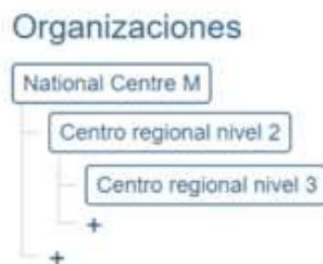 Organizaciones
National Centre M
Centro regional nivel 2
Centro regional nivel 3
+
+